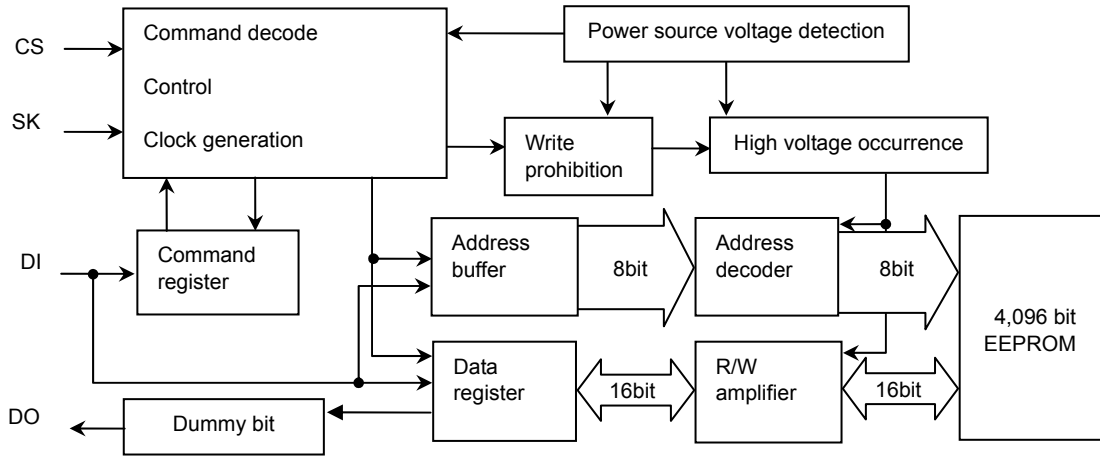 CS
SK
DI
DO
Command decode
Control
Clock generation
Power source voltage detection
Write
prohibition
High voltage occurrence
Command
register
Address
buffer
8bit
Address
decoder
8bit
4,096 bit
EEPROM
Data
register
16bit
R/W
amplifier
16bit
Dummy bit